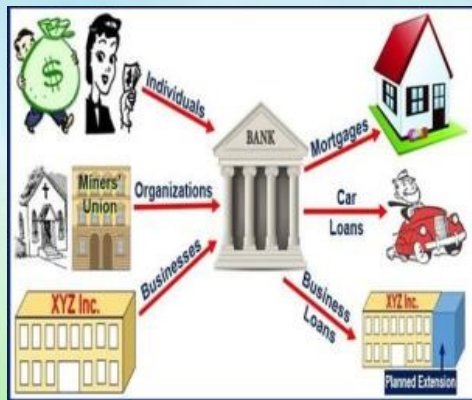 $
Individuals
BANK
Mortgages
Miners'
Union
Organizations
Car
Loans
Businesses
XYZ Inc.
Business
Loans
XYZ Inc.
Planned Extension